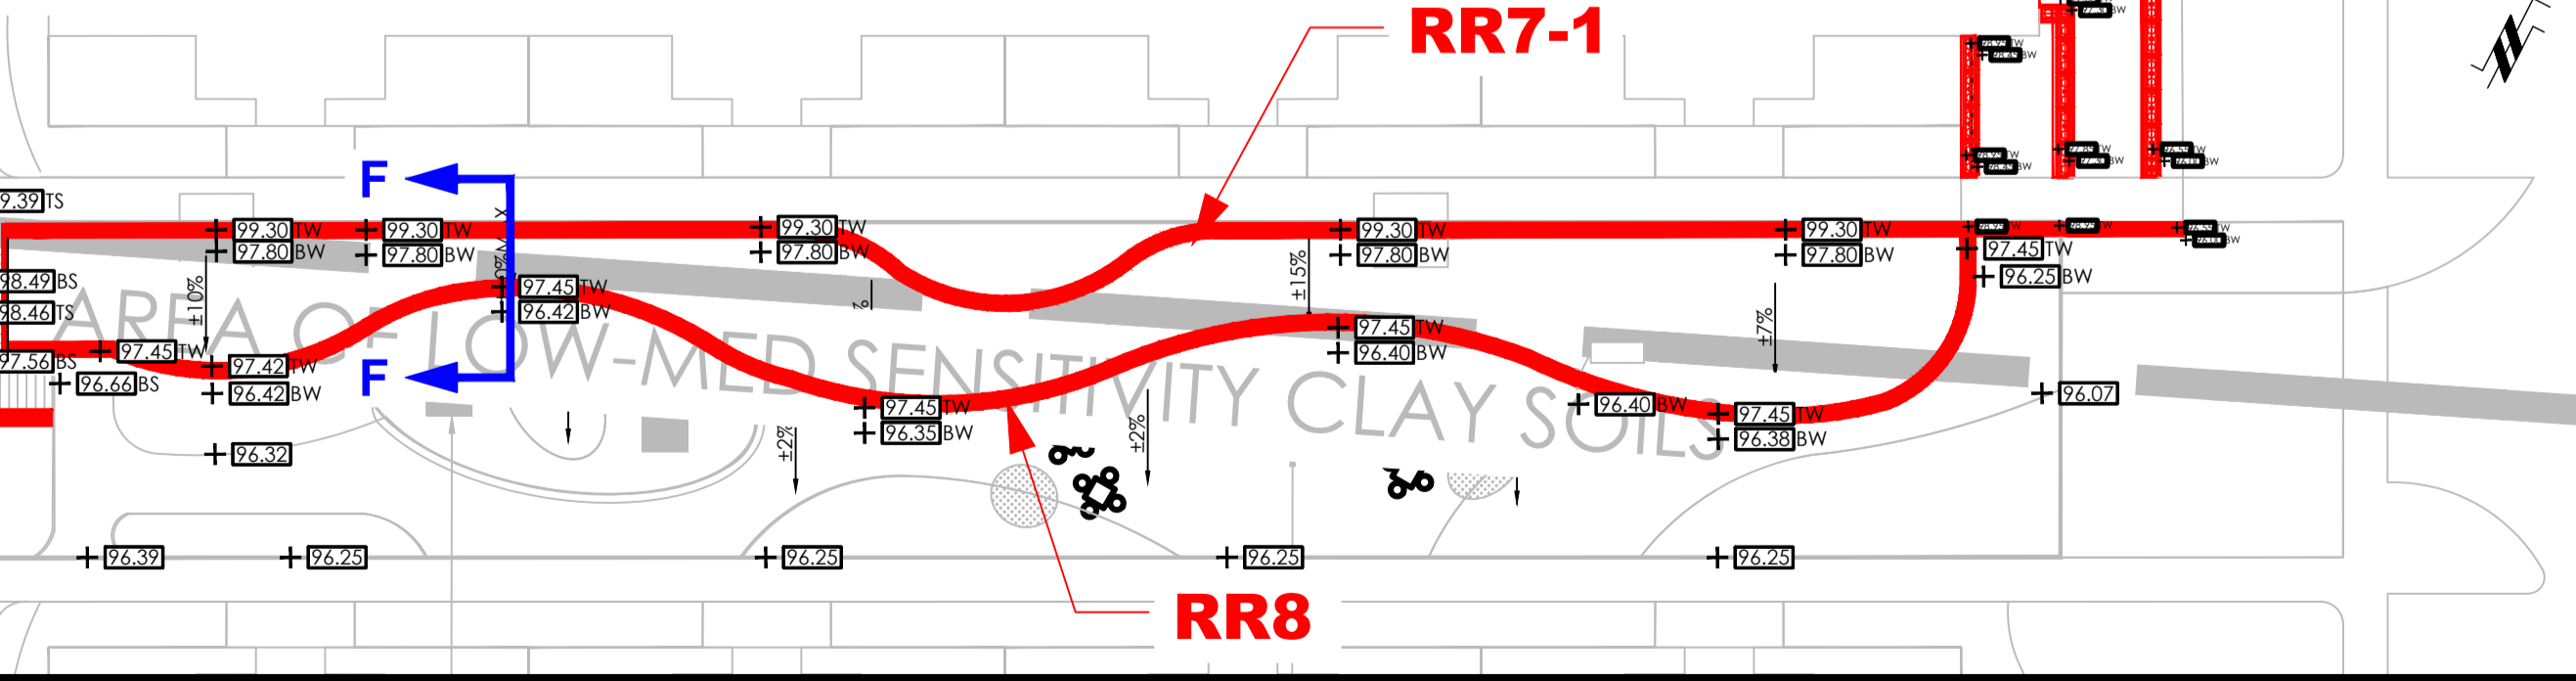 RR7-1
F
9.39 TS
99.30 TW
97.80 BW
99.30 TW
97.80 BW
99.30 TW
97.80 BW
99.30 TW
97.80 BW
99.30 TW
97.80 BW
97.45 TW
96.25 BW
98.49 BS
98.46 TS
±10%
97.45 TW
96.42 BW
%
±15%
±7%
AREA OF LOW-MED SENSITIVITY CLAY SOILS
97.56 BS
97.45 TW
96.66 BS
97.42 TW
96.42 BW
F
97.45 TW
96.40 BW
97.45 TW
96.35 BW
96.40 BW
97.45 TW
96.38 BW
96.07
96.32
±2%
±2%
96.39
96.25
96.25
96.25
96.25
RR8